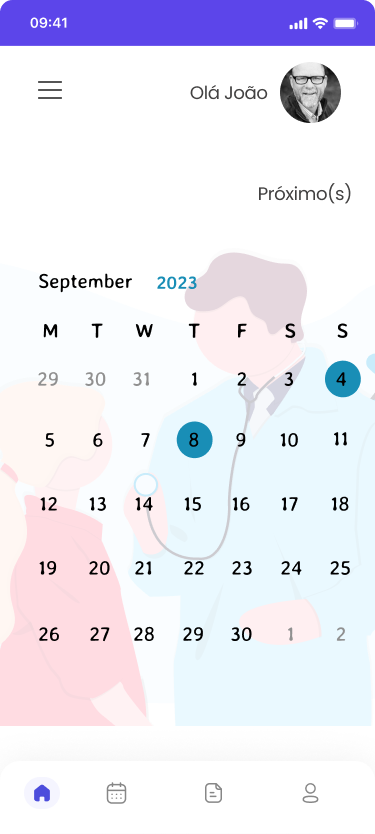 09:41
Olá João
Próximo(s)
September 2023
M T W T F S S
29 30 31 1 2 3 4
5 6 7 8 9 10 11
12 13 14 15 16 17 18
19 20 21 22 23 24 25
26 27 28 29 30 1 2